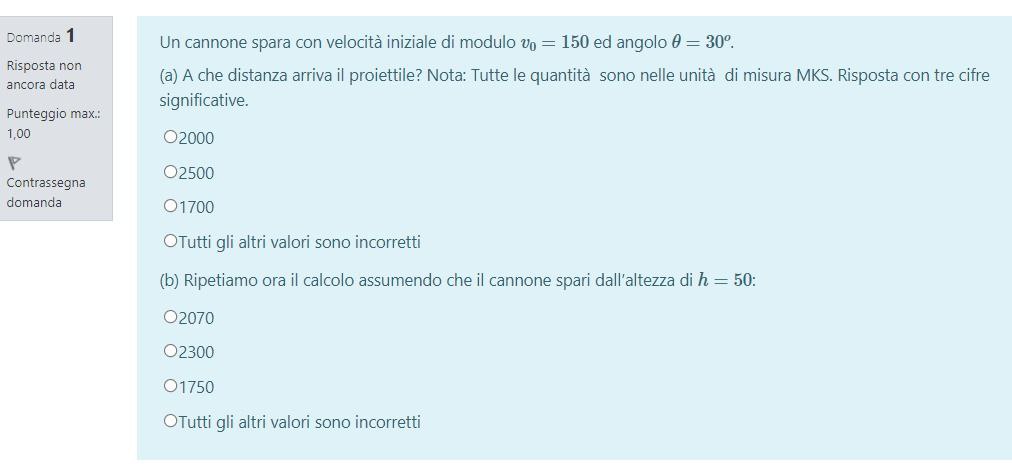 Domanda 1
Risposta non
ancora data
Punteggio max.:
1,00
Contrassegna
domanda
Un cannone spara con velocità iniziale di modulo v₀ = 150 ed angolo θ = 30º.
(a) A che distanza arriva il proiettile? Nota: Tutte le quantità sono nelle unità di misura MKS. Risposta con tre cifre
significative.
2000
2500
1700
Tutti gli altri valori sono incorretti
(b) Ripetiamo ora il calcolo assumendo che il cannone spari dall'altezza di h = 50:
2070
2300
1750
Tutti gli altri valori sono incorretti